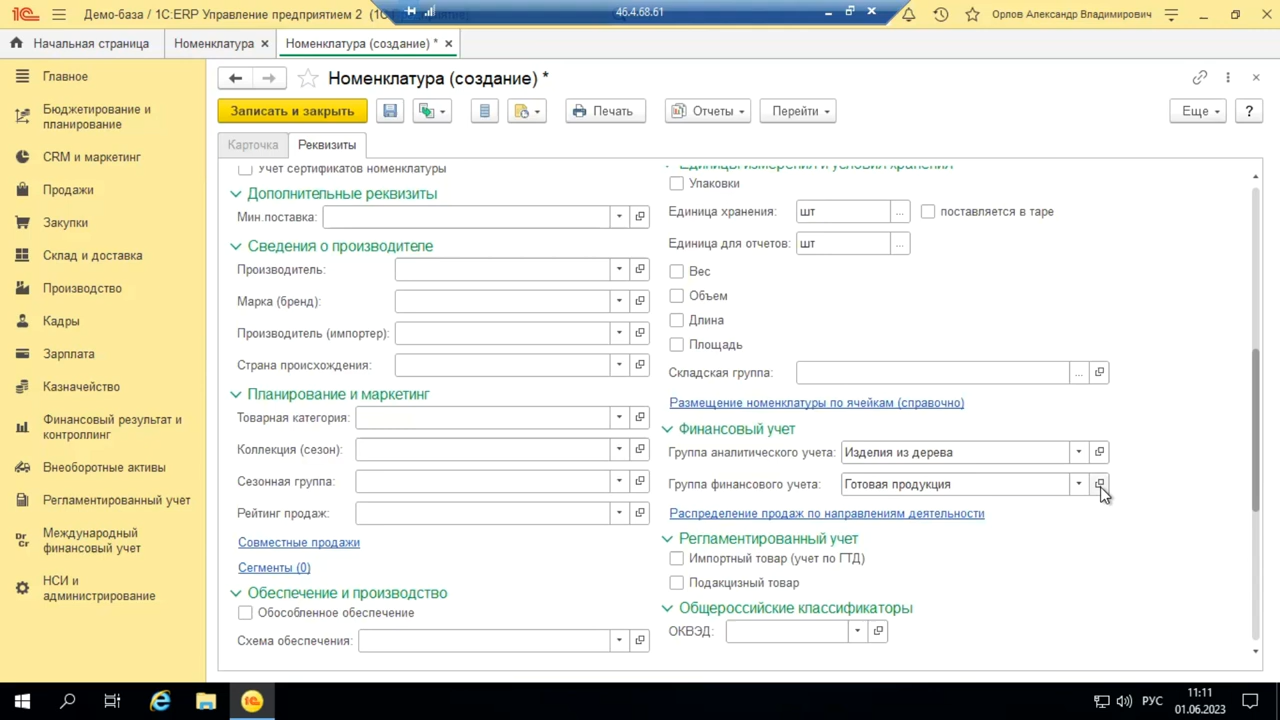 Демо-база / 1С:ERP Управление предприятием 2 (1С
46.4.68.61
Орлов Александр Владимирович
Начальная страница
Номенклатура ×
Номенклатура (создание) * ×
Главное
Бюджетирование и планирование
CRM и маркетинг
Продажи
Закупки
Склад и доставка
Производство
Кадры
Зарплата
Казначейство
Финансовый результат и контроллинг
Внеоборотные активы
Регламентированный учет
Международный финансовый учет
НСИ и администрирование
Номенклатура (создание) *
Записать и закрыть
Печать
Отчеты
Перейти
Еще
?
Карточка
Реквизиты
Учет сертификатов номенклатуры
Дополнительные реквизиты
Мин.поставка:
Сведения о производителе
Производитель:
Марка (бренд):
Производитель (импортер):
Страна происхождения:
Планирование и маркетинг
Товарная категория:
Коллекция (сезон):
Сезонная группа:
Рейтинг продаж:
Совместные продажи
Сегменты (0)
Обеспечение и производство
Обособленное обеспечение
Схема обеспечения:
Единицы измерения и условия хранения
Упаковки
Единица хранения: шт ... поставляется в таре
Единица для отчетов: шт ...
Вес
Объем
Длина
Площадь
Складская группа: ...
Размещение номенклатуры по ячейкам (справочно)
Финансовый учет
Группа аналитического учета: Изделия из дерева
Группа финансового учета: Готовая продукция
Распределение продаж по направлениям деятельности
Регламентированный учет
Импортный товар (учет по ГТД)
Подакцизный товар
Общероссийские классификаторы
ОКВЭД:
РУС
11:11
01.06.2023